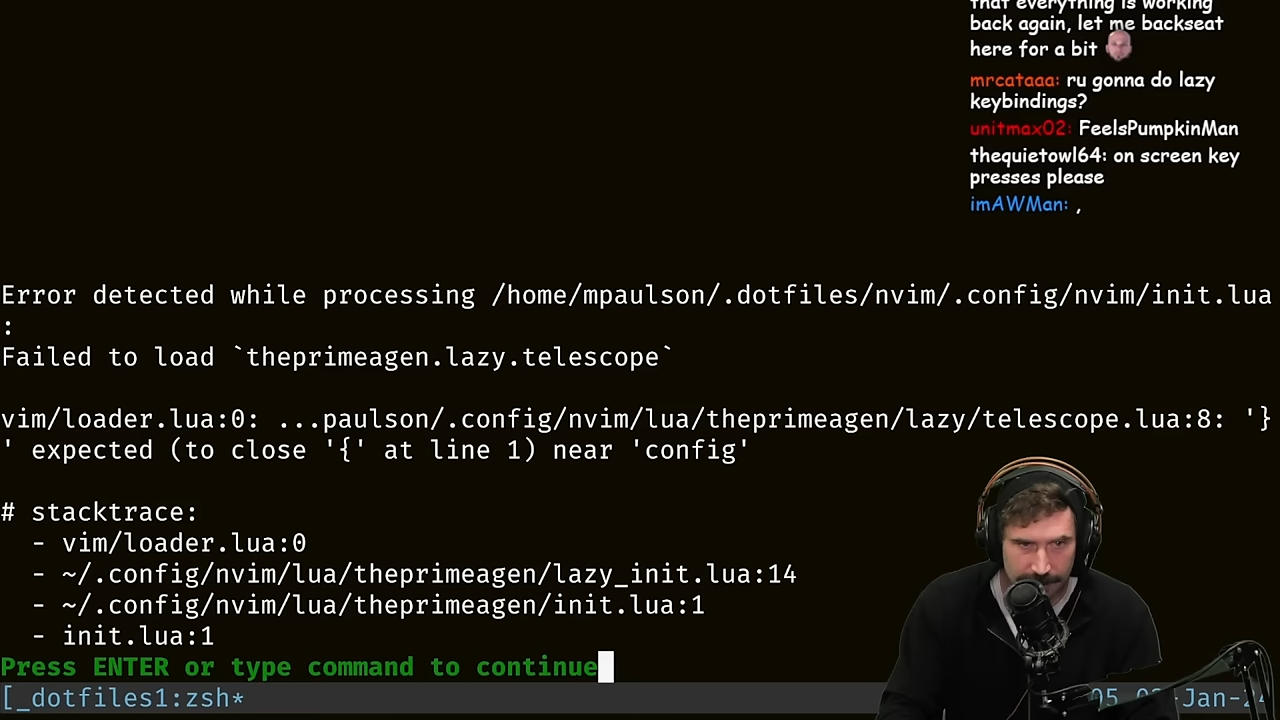 that everything is working
back again, let me backseat
here for a bit
mrcataaa: ru gonna do lazy
keybindings?
unitmax02: FeelsPumpkinMan
thequietowl64: on screen key
presses please
imAWMan: ,
Error detected while processing /home/mpaulson/.dotfiles/nvim/.config/nvim/init.lua
:
Failed to load `theprimeagen.lazy.telescope`
vim/loader.lua:0: ...paulson/.config/nvim/lua/theprimeagen/lazy/telescope.lua:8: '}
' expected (to close '{' at line 1) near 'config'
# stacktrace:
- vim/loader.lua:0
- ~/.config/nvim/lua/theprimeagen/lazy_init.lua:14
- ~/.config/nvim/lua/theprimeagen/init.lua:1
- init.lua:1
Press ENTER or type command to continue
[_dotfiles1:zsh*